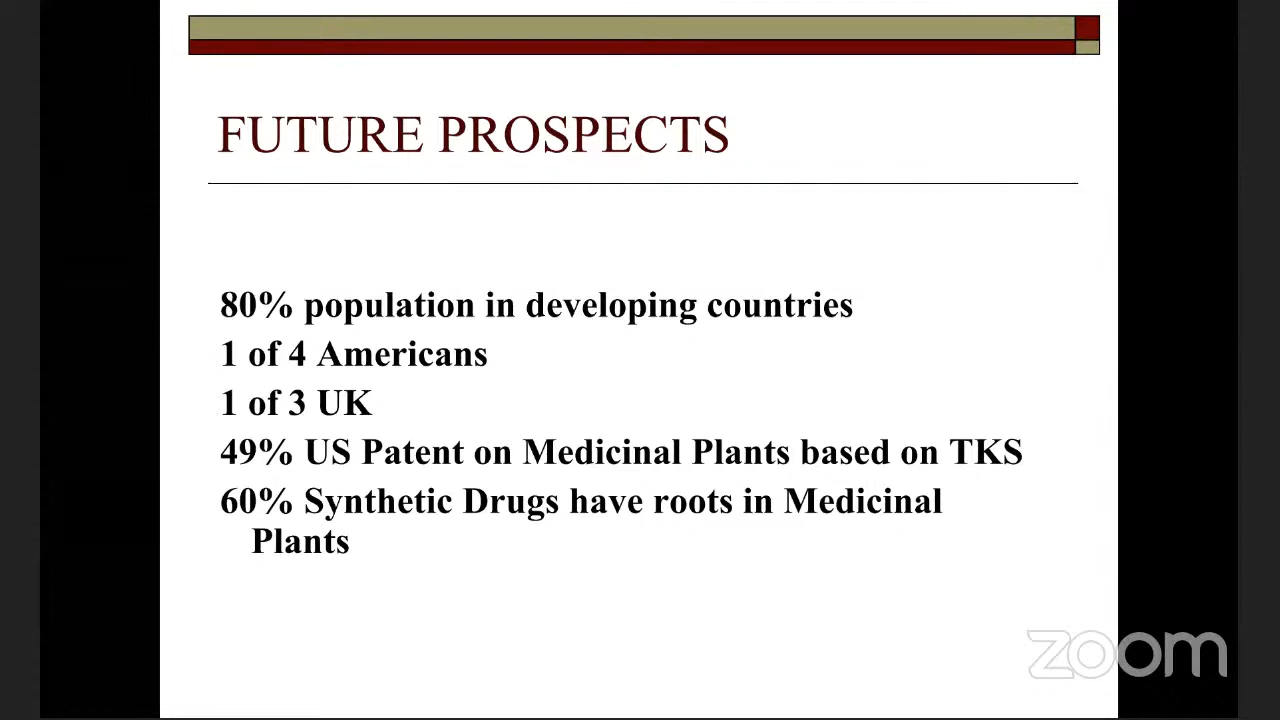 FUTURE PROSPECTS
80% population in developing countries
1 of 4 Americans
1 of 3 UK
49% US Patent on Medicinal Plants based on TKS
60% Synthetic Drugs have roots in Medicinal
Plants
zoom